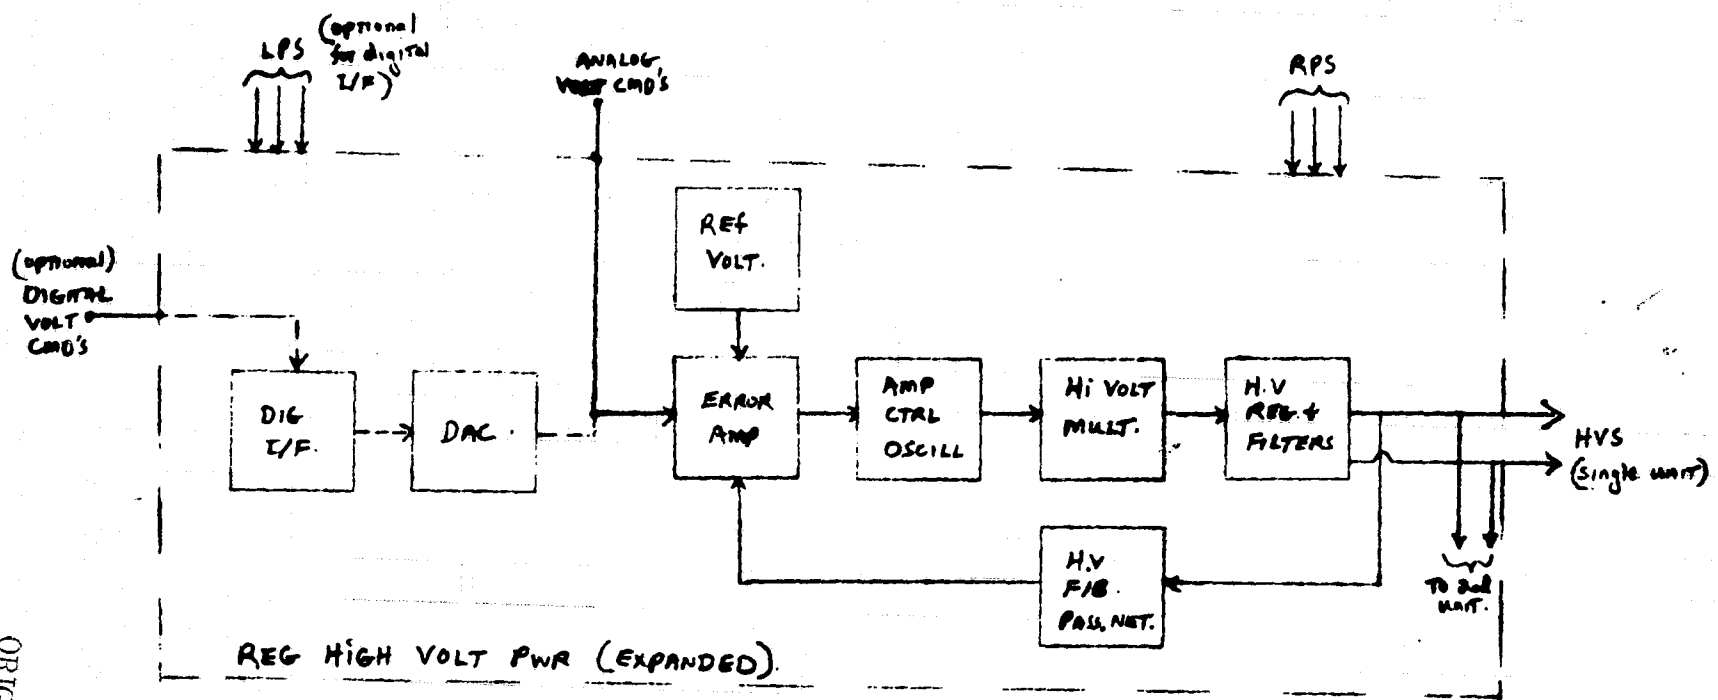 LPS
(optional
for digital
I/F)
ANALOG
VOLT CMD'S
RPS
(optional)
DIGITAL
VOLT
CMD'S
REF
VOLT.
DIG
I/F.
DAC.
ERROR
AMP
AMP
CTRL
OSCILL
Hi VOLT
MULT.
H.V
REG. +
FILTERS
HVS
(single unit)
H.V
F/B.
PASS. NET.
TO 2nd
UNIT.
REG HIGH VOLT PWR (EXPANDED).